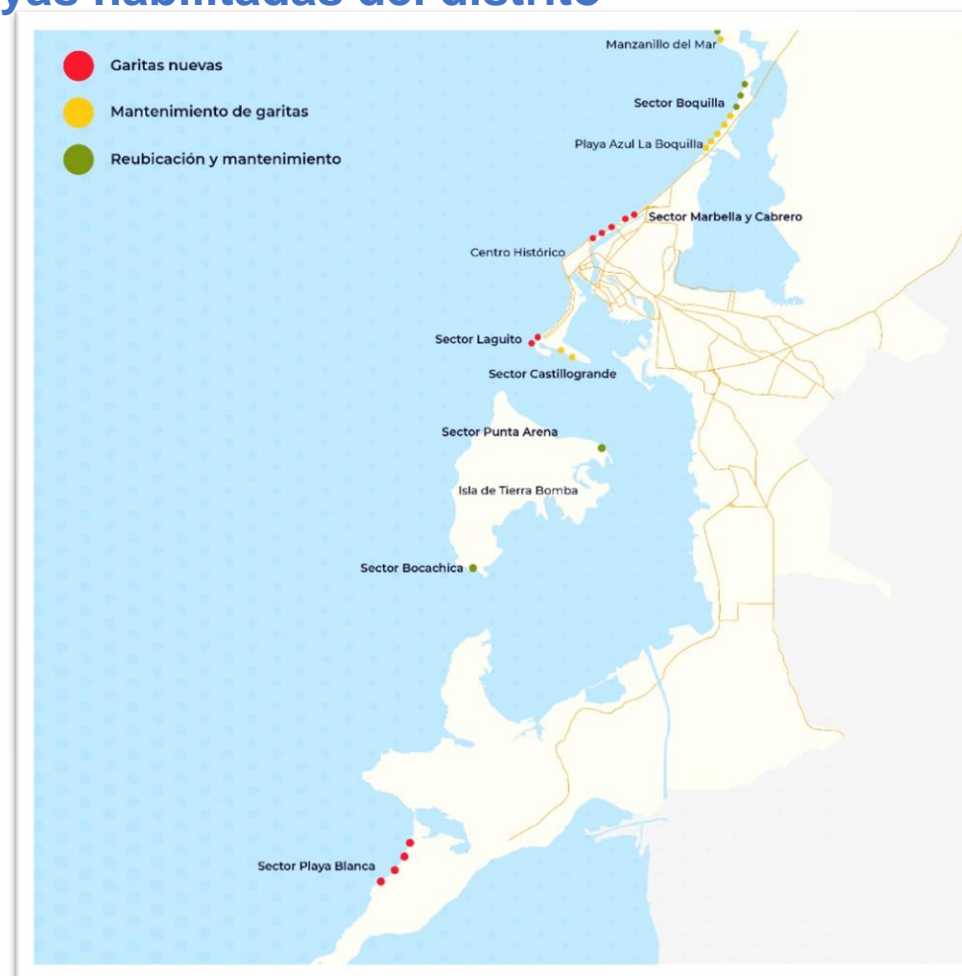 habilitadas del distrito
Garitas nuevas
Mantenimiento de garitas
Reubicación y mantenimiento
Manzanillo del Mar
Sector Boquilla
Playa Azul La Boquilla
Sector Marbella y Cabrero
Centro Histórico
Sector Laguito
Sector Castillogrande
Sector Punta Arena
Isla de Tierra Bomba
Sector Bocachica
Sector Playa Blanca